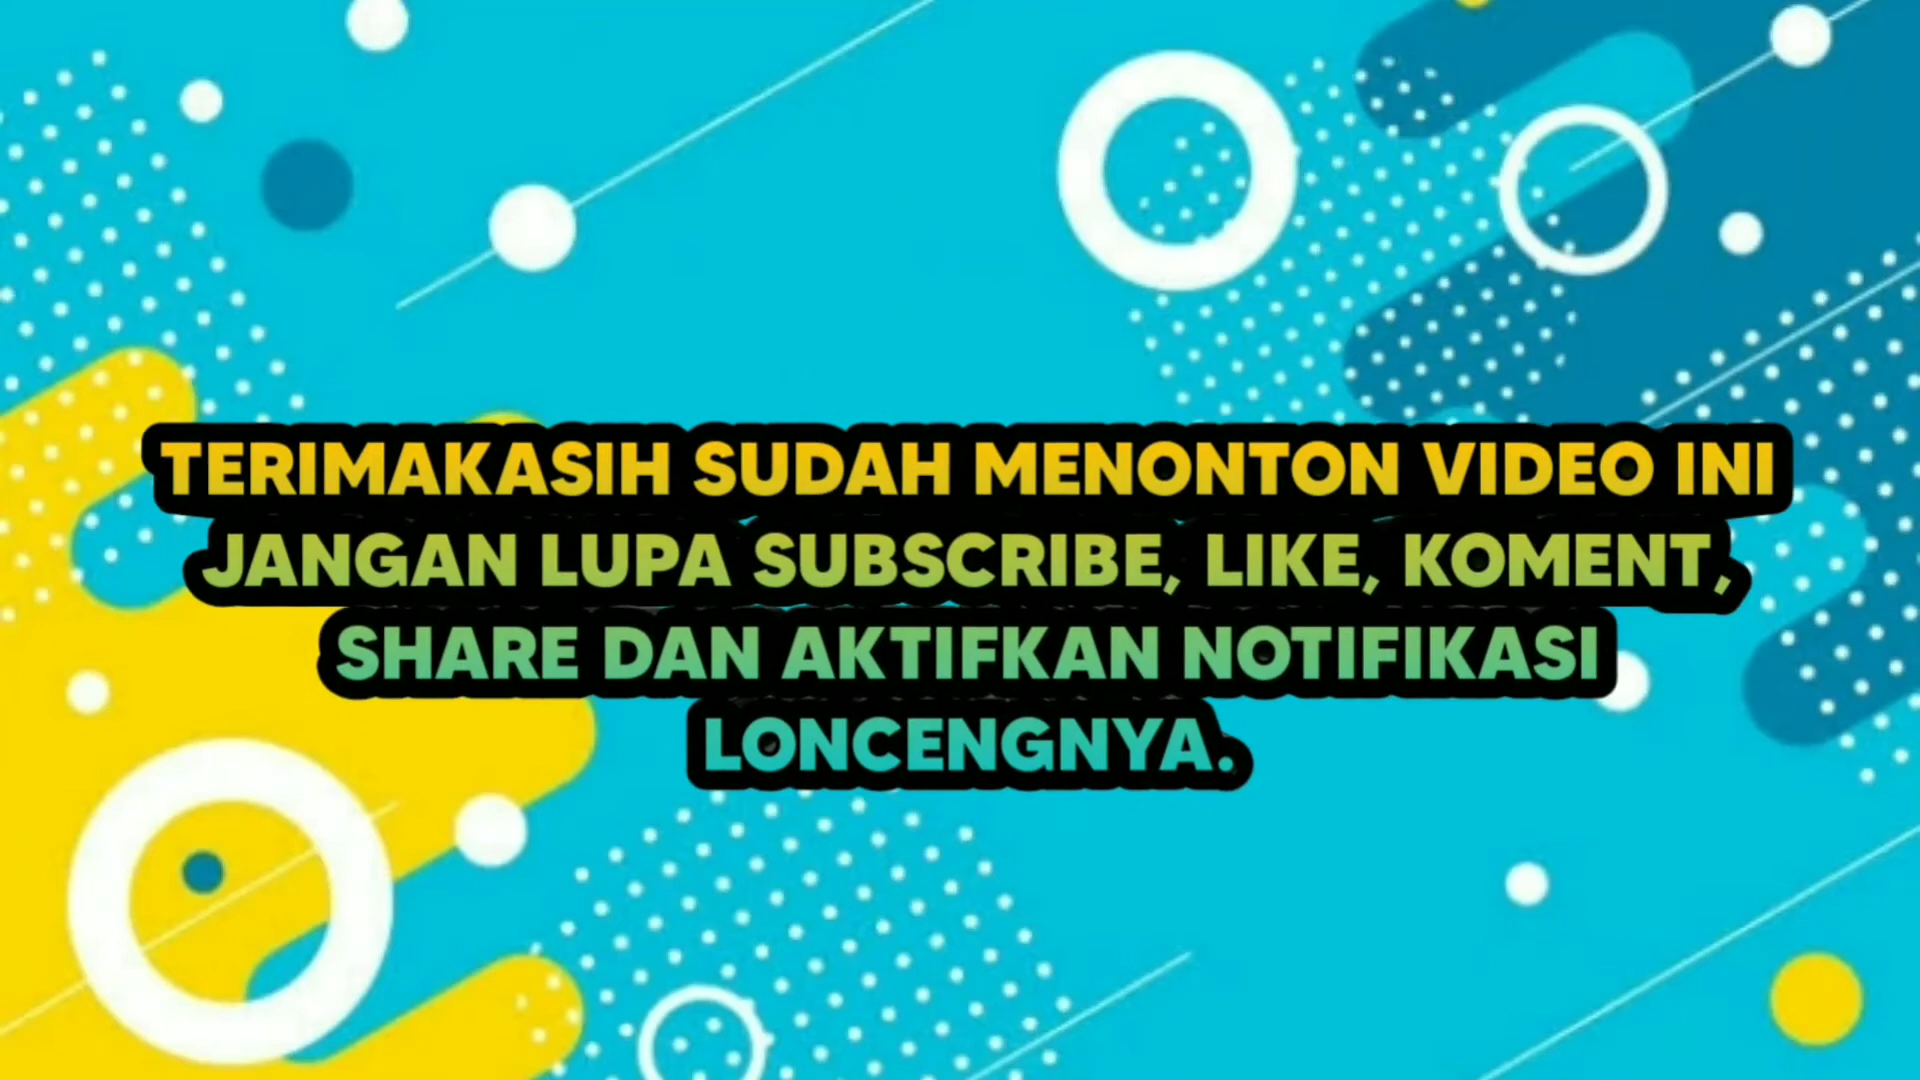 TERIMAKASIH SUDAH MENONTON VIDEO INI
JANGAN LUPA SUBSCRIBE, LIKE, KOMENT,
SHARE DAN AKTIFKAN NOTIFIKASI
LONCENGNYA.